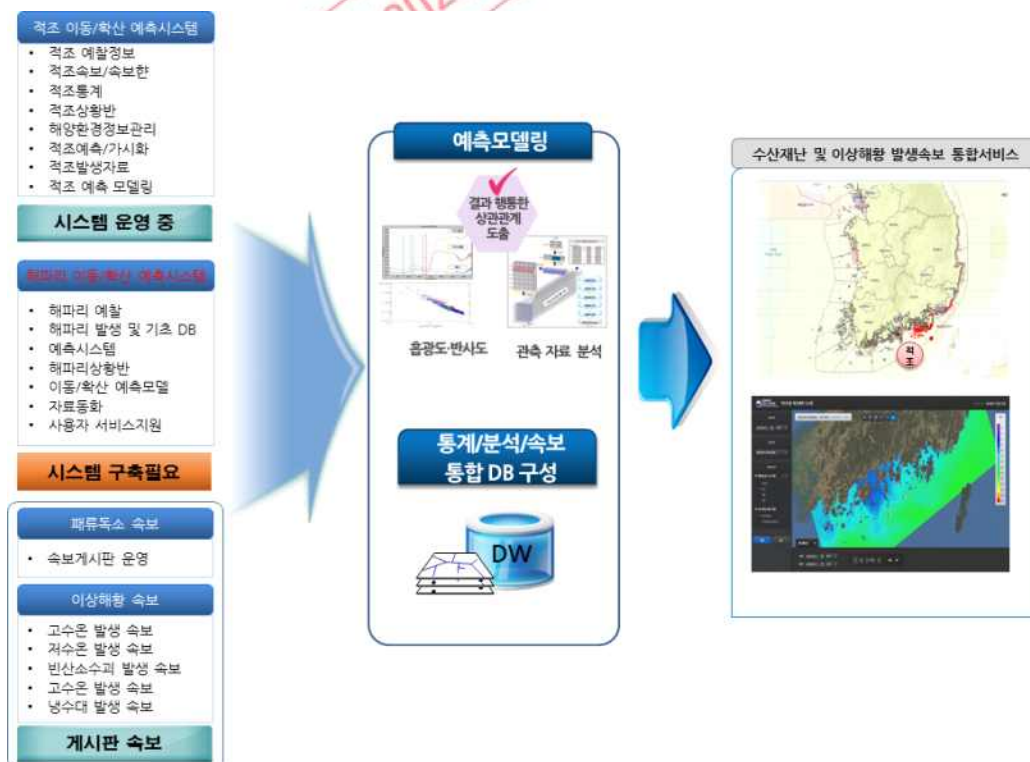 적조 이동/확산 예측시스템
• 적조 예찰정보
• 적조속보/속보햔
• 적조통계
• 적조상황반
• 해양환경정보관리
• 적조예측/가시화
• 적조발생자료
• 적조 예측 모델링
시스템 운영 중
해파리 이동/확산 예측시스템
• 해파리 예찰
• 해파리 발생 및 기초 DB
• 예측시스템
• 해파리상황반
• 이동/확산 예측모델
• 자료동화
• 사용자 서비스지원
시스템 구축필요
패류독소 속보
• 속보게시판 운영
이상해황 속보
• 고수온 발생 속보
• 저수온 발생 속보
• 빈산소수괴 발생 속보
• 고수온 발생 속보
• 냉수대 발생 속보
게시판 속보
예측모델링
결과 행통한
상관관계
도출
흡광도·반사도
관측 자료 분석
통계/분석/속보
통합 DB 구성
DW
수산재난 및 이상해황 발생속보 통합서비스
적
조